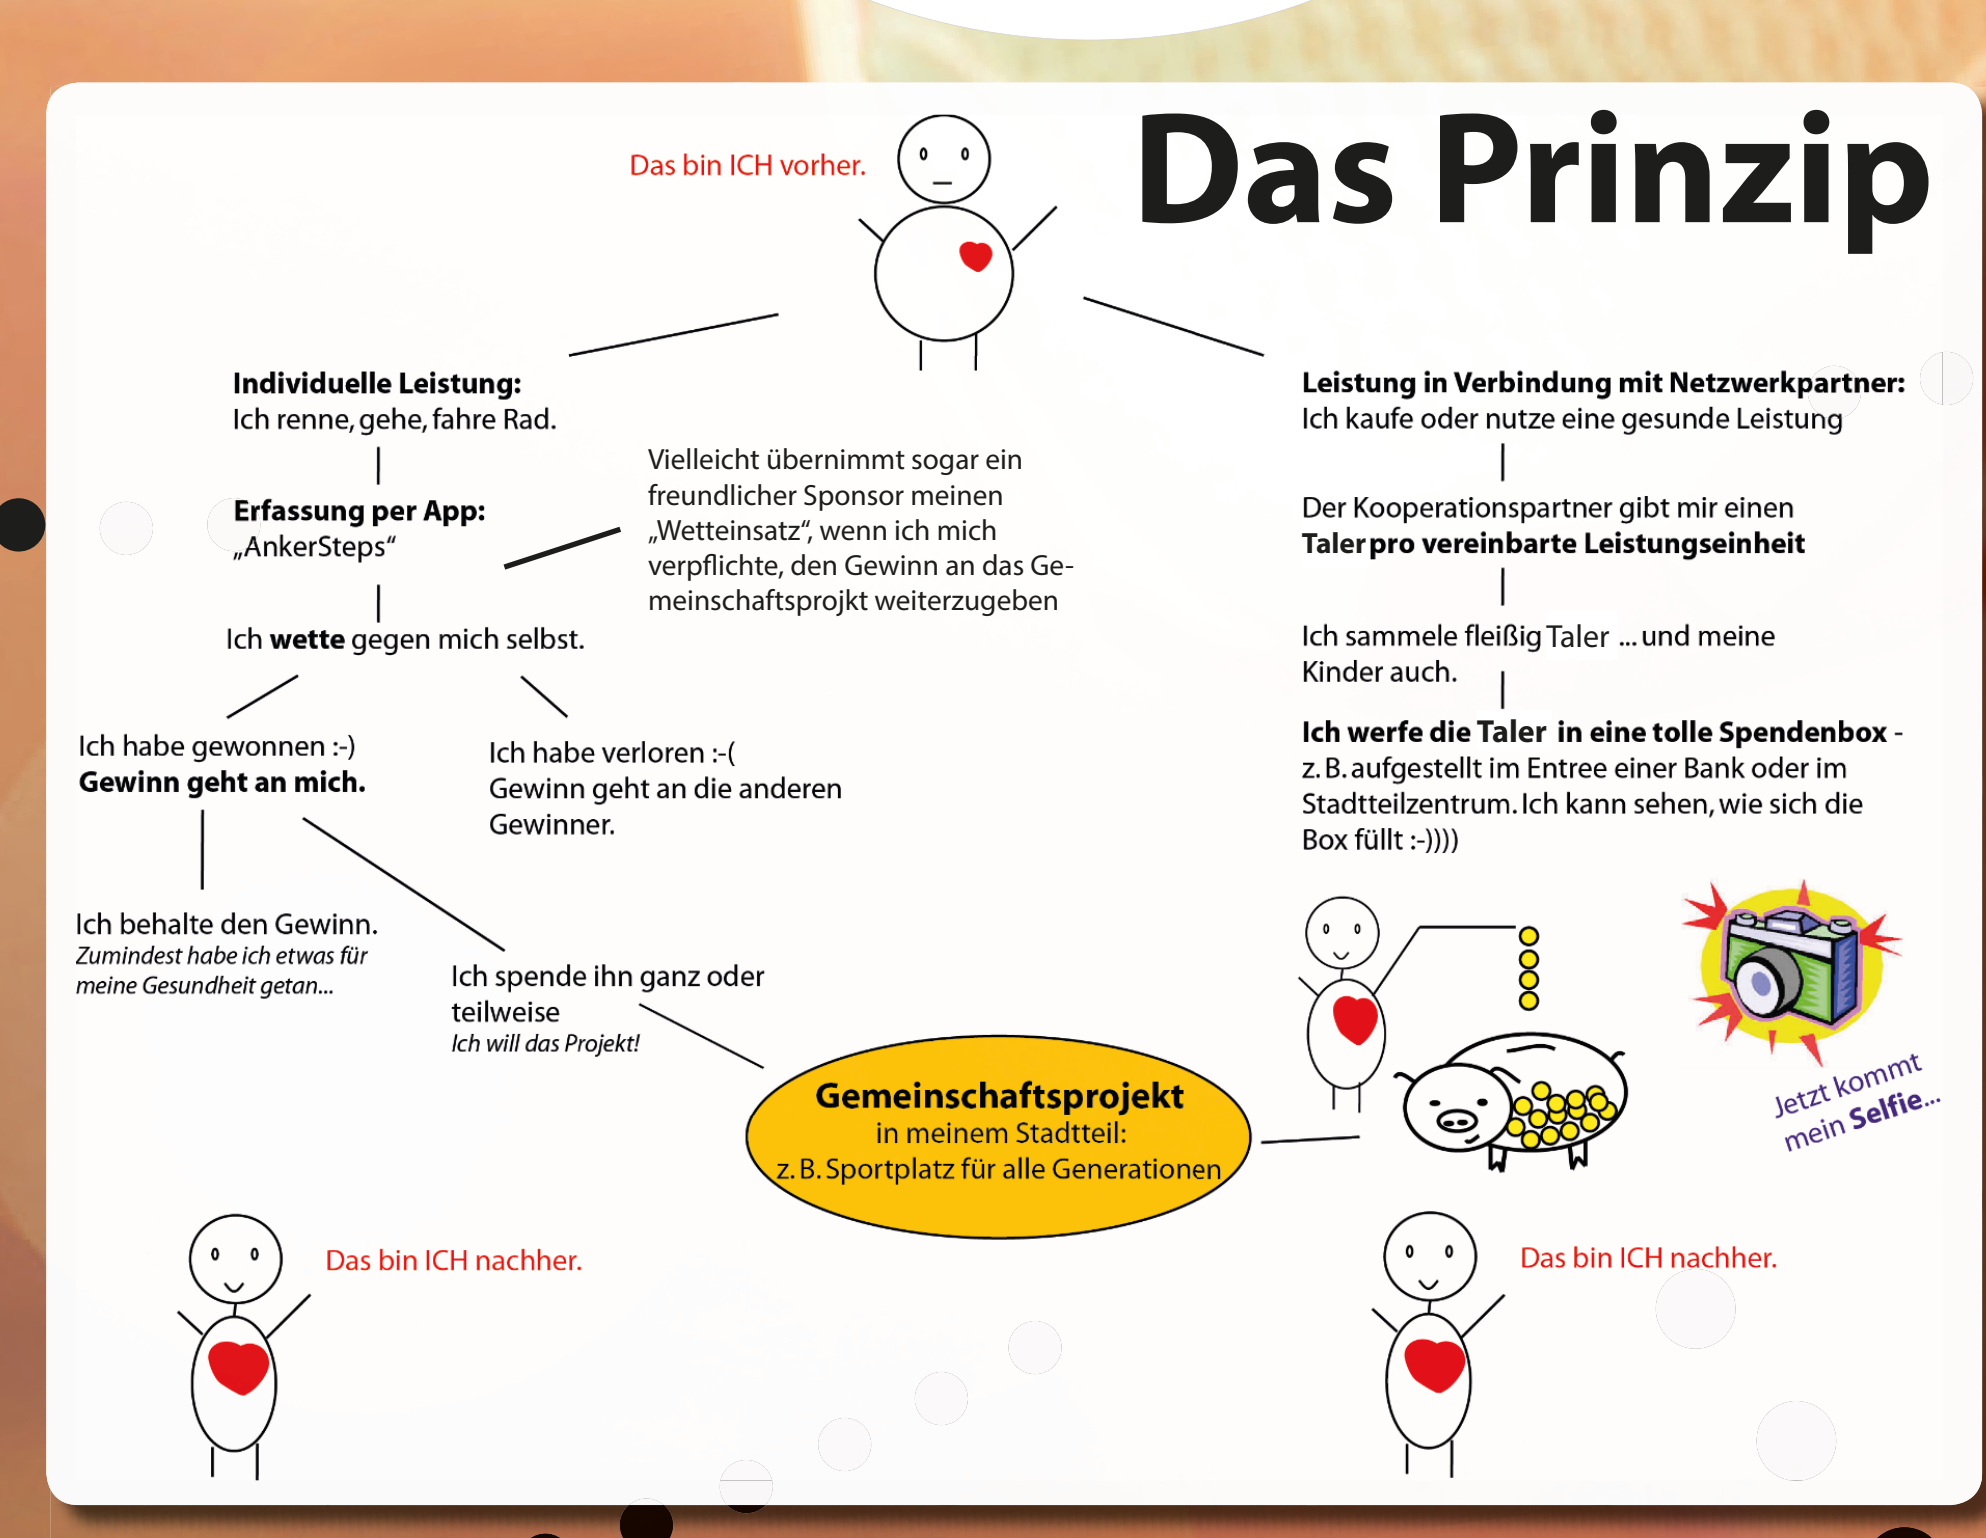 Das Prinzip
Das bin ICH vorher.
Individuelle Leistung:
Ich renne, gehe, fahre Rad.
Erfassung per App:
„AnkerSteps“
Vielleicht übernimmt sogar ein
freundlicher Sponsor meinen
„Wetteinsatz“, wenn ich mich
verpflichte, den Gewinn an das Ge-
meinschaftsprojkt weiterzugeben
Ich wette gegen mich selbst.
Ich habe gewonnen :-)
Gewinn geht an mich.
Ich habe verloren :-(
Gewinn geht an die anderen
Gewinner.
Ich behalte den Gewinn.
Zumindest habe ich etwas für
meine Gesundheit getan...
Ich spende ihn ganz oder
teilweise
Ich will das Projekt!
Leistung in Verbindung mit Netzwerkpartner:
Ich kaufe oder nutze eine gesunde Leistung
Der Kooperationspartner gibt mir einen
Taler pro vereinbarte Leistungseinheit
Ich sammele fleißig Taler ... und meine
Kinder auch.
Ich werfe die Taler in eine tolle Spendenbox -
z. B. aufgestellt im Entree einer Bank oder im
Stadtteilzentrum. Ich kann sehen, wie sich die
Box füllt :-))))
Jetzt kommt
mein Selfie...
Gemeinschaftsprojekt
in meinem Stadtteil:
z. B. Sportplatz für alle Generationen
Das bin ICH nachher.
Das bin ICH nachher.